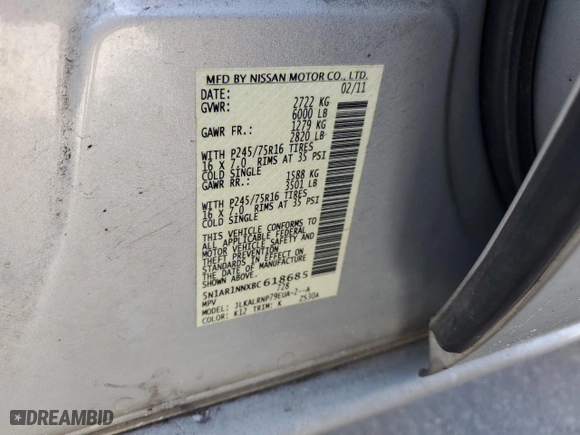 MFD BY NISSAN MOTOR CO., LTD.
DATE: 02/11
GVWR: 2722 KG
6000 LB
GAWR FR.: 1279 KG
2820 LB
WITH P245/75R16 TIRES
16 X 7.0 RIMS AT 35 PSI
COLD SINGLE
GAWR RR.: 1588 KG
3501 LB
WITH P245/75R16 TIRES
16 X 7.0 RIMS AT 35 PSI
COLD SINGLE
THIS VEHICLE CONFORMS TO
ALL APPLICABLE FEDERAL
MOTOR VEHICLE SAFETY AND
THEFT PREVENTION STANDARDS
IN EFFECT ON THE DATE OF
MANUFACTURE
SHOWN ABOVE.
5N1AR1NNXBC618685
MPV 728
MODEL: JLKALRNP79EUA-2--A
COLOR: K12 TRIM: K 2S30A
DREAMBID